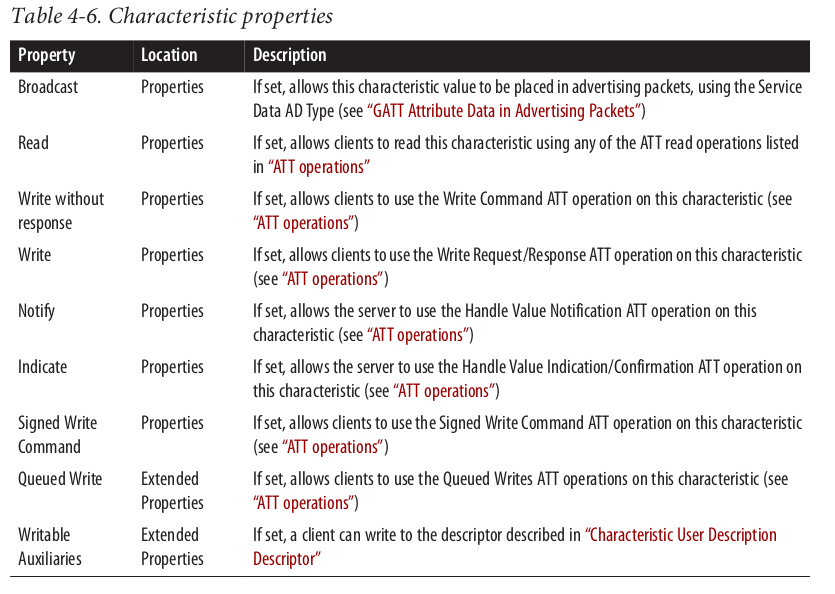 Table 4-6. Characteristic properties
Property Location Description
Broadcast Properties If set, allows this characteristic value to be placed in advertising packets, using the Service
Data AD Type (see “GATT Attribute Data in Advertising Packets”)
Read Properties If set, allows clients to read this characteristic using any of the ATT read operations listed
in “ATT operations”
Write without Properties If set, allows clients to use the Write Command ATT operation on this characteristic (see
response “ATT operations”)
Write Properties If set, allows clients to use the Write Request/Response ATT operation on this characteristic
(see “ATT operations”)
Notify Properties If set, allows the server to use the Handle Value Notification ATT operation on this
characteristic (see “ATT operations”)
Indicate Properties If set, allows the server to use the Handle Value Indication/Confirmation ATT operation on
this characteristic (see “ATT operations”)
Signed Write Properties If set, allows clients to use the Signed Write Command ATT operation on this characteristic
Command (see “ATT operations”)
Queued Write Extended If set, allows clients to use the Queued Writes ATT operations on this characteristic (see
Properties “ATT operations”)
Writable Extended If set, a client can write to the descriptor described in “Characteristic User Description
Auxiliaries Properties Descriptor”